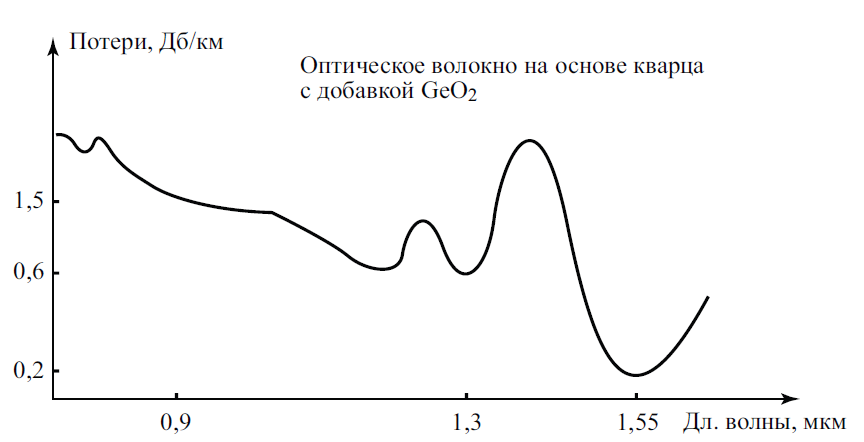 Потери, Дб/км
Оптическое волокно на основе кварца
с добавкой GeO₂
1,5
0,6
0,2
0,9
1,3
1,55
Дл. волны, мкм